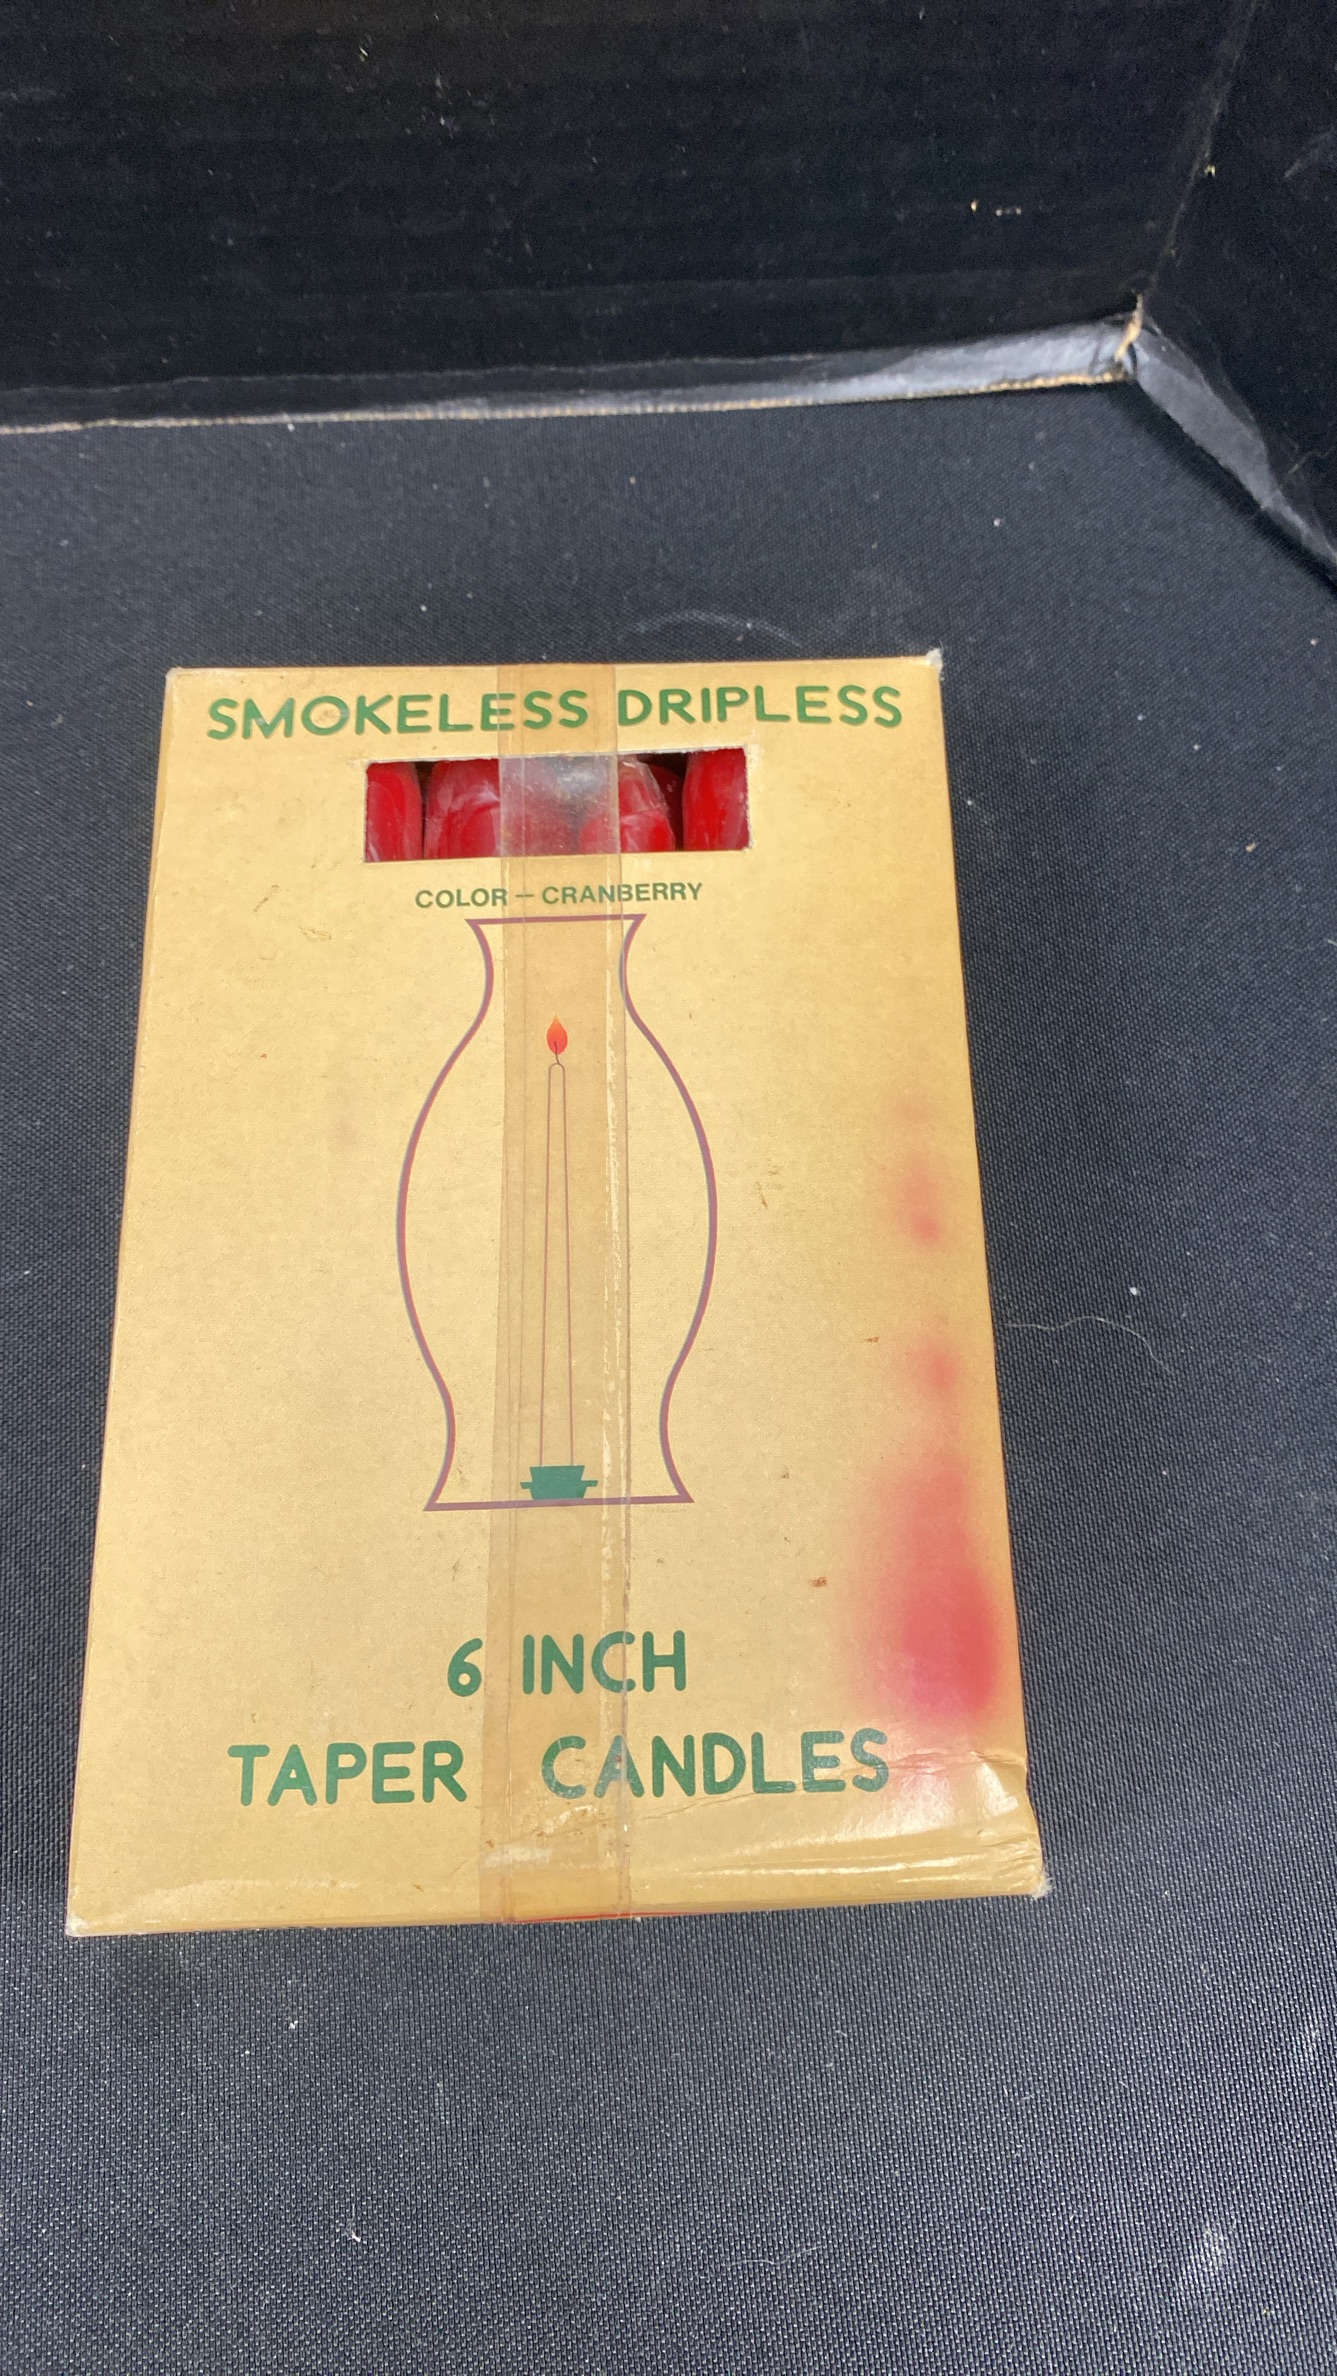 SMOKELESS DRIPLESS
COLOR – CRANBERRY
6 INCH
TAPER CANDLES